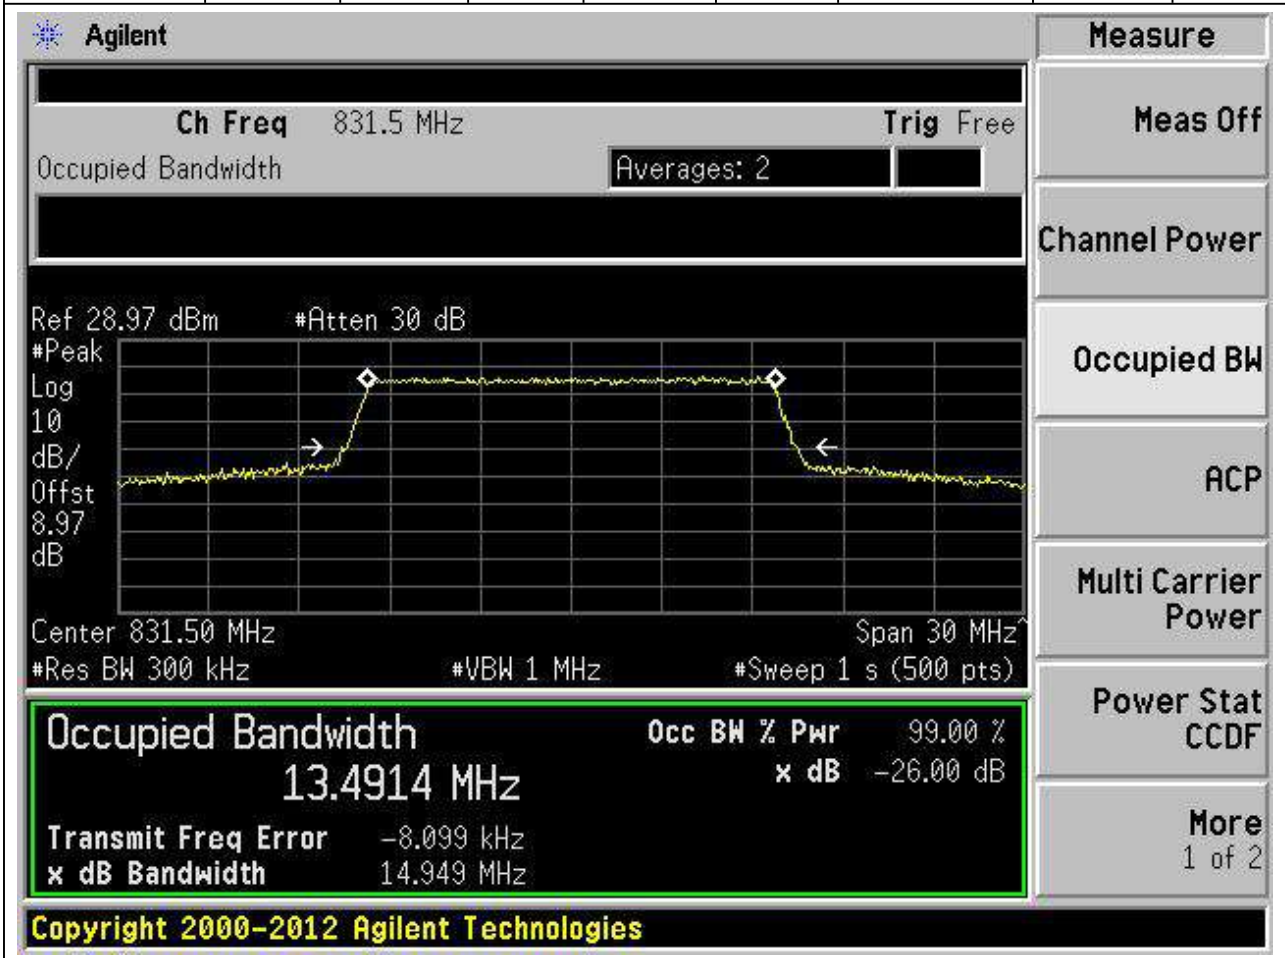 Agilent
Measure
Ch Freq 831.5 MHz Trig Free
Occupied Bandwidth Averages: 2
Meas Off
Channel Power
Occupied BW
ACP
Multi Carrier
Power
Power Stat
CCDF
More
1 of 2
Ref 28.97 dBm #Atten 30 dB
#Peak
Log
10
dB/
Offst
8.97
dB
Center 831.50 MHz Span 30 MHz^
#Res BW 300 kHz #VBW 1 MHz #Sweep 1 s (500 pts)
Occupied Bandwidth Occ BW % Pwr 99.00 %
13.4914 MHz x dB -26.00 dB
Transmit Freq Error -8.099 kHz
x dB Bandwidth 14.949 MHz
Copyright 2000-2012 Agilent Technologies